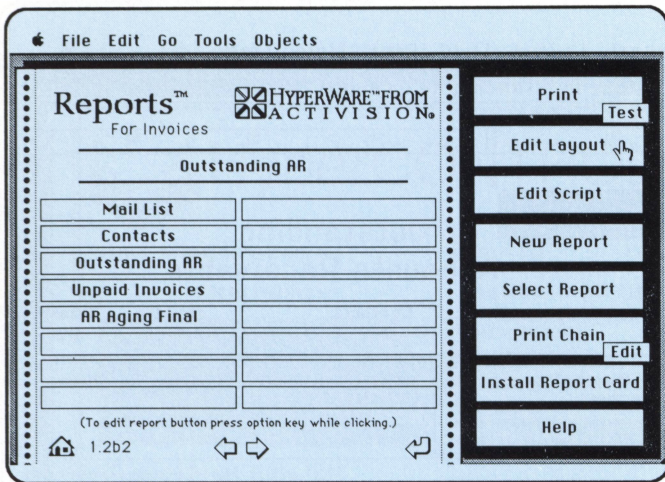 File Edit Go Tools Objects
Reports™
For Invoices
HYPERWARE™ FROM
ACTIVISION®
Outstanding AR
Mail List
Contacts
Outstanding AR
Unpaid Invoices
AR Aging Final
(To edit report button press option key while clicking.)
1.2b2
Print
Test
Edit Layout
Edit Script
New Report
Select Report
Print Chain
Edit
Install Report Card
Help